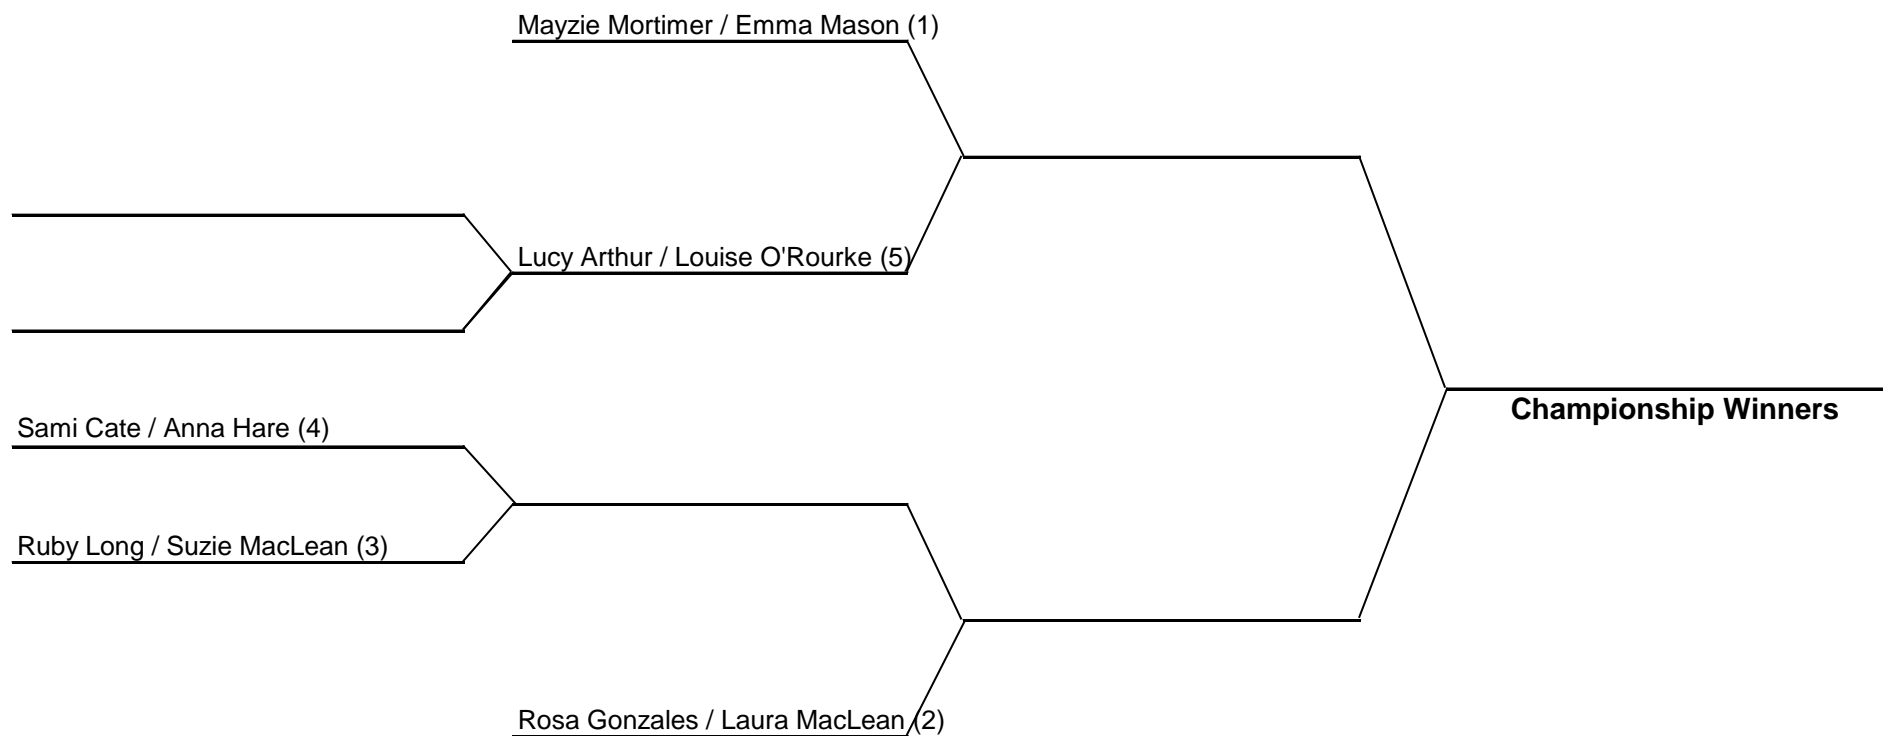 Mayzie Mortimer / Emma Mason (1)
Lucy Arthur / Louise O'Rourke (5)
Championship Winners
Sami Cate / Anna Hare (4)
Ruby Long / Suzie MacLean (3)
Rosa Gonzales / Laura MacLean (2)